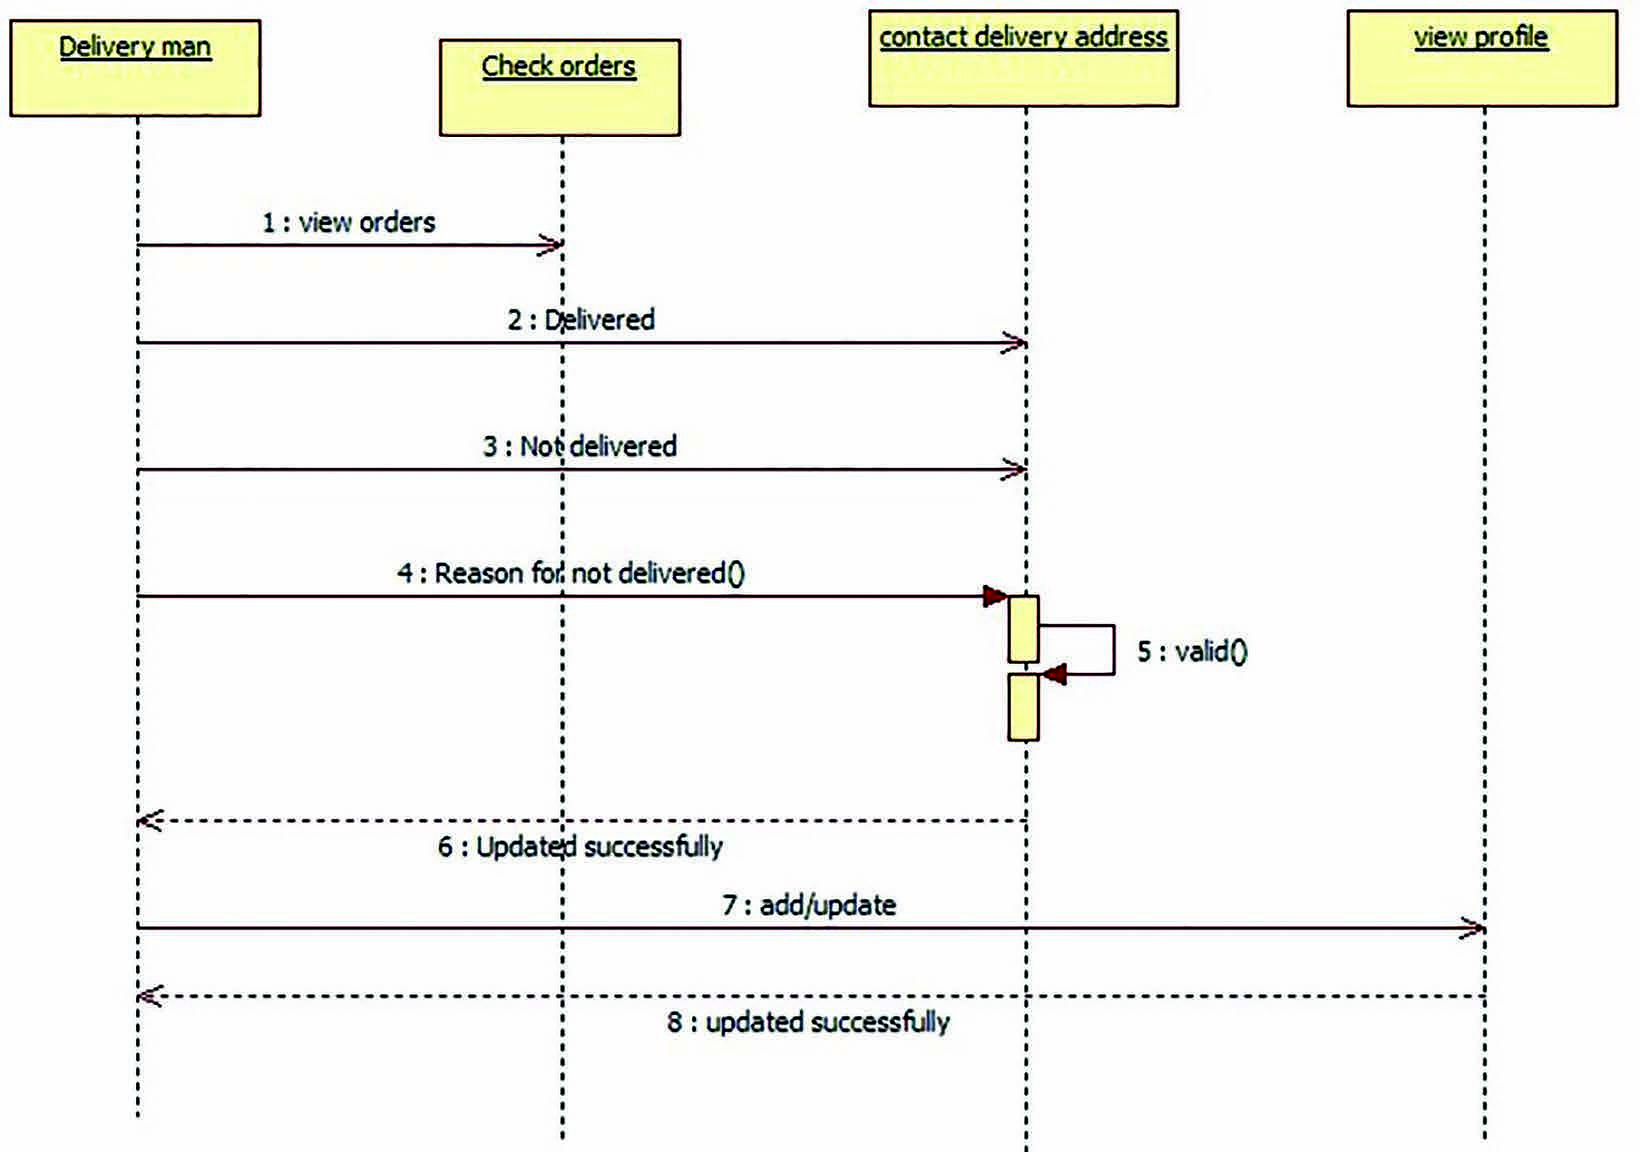 Delivery man
Check orders
contact delivery address
view profile
1 : view orders
2 : Delivered
3 : Not delivered
4 : Reason for not delivered()
5 : valid()
6 : Updated successfully
7 : add/update
8 : updated successfully